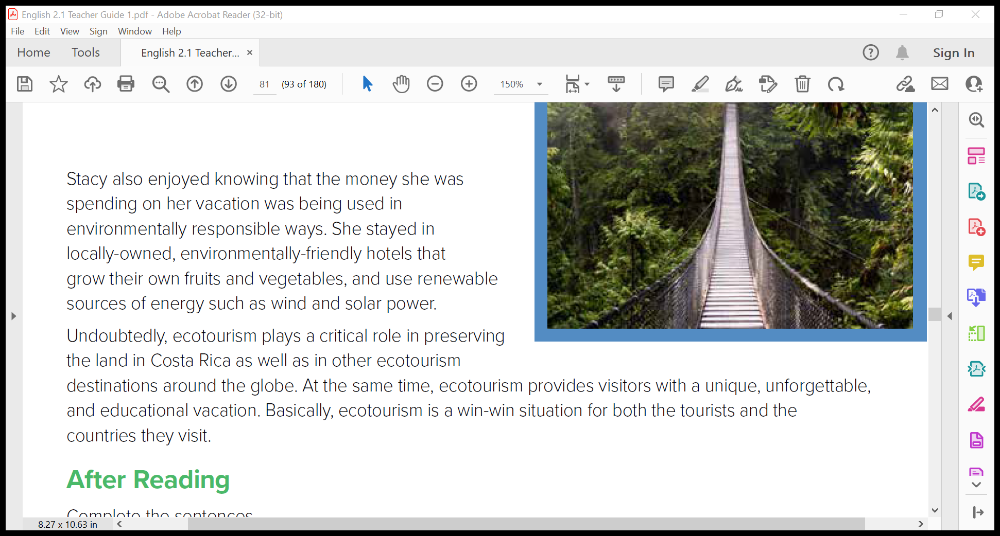 English 2.1 Teacher Guide 1.pdf - Adobe Acrobat Reader (32-bit)
File Edit View Sign Window Help
Home Tools English 2.1 Teacher... × Sign In
81 (93 of 180) 150%
Stacy also enjoyed knowing that the money she was
spending on her vacation was being used in
environmentally responsible ways. She stayed in
locally-owned, environmentally-friendly hotels that
grow their own fruits and vegetables, and use renewable
sources of energy such as wind and solar power.
Undoubtedly, ecotourism plays a critical role in preserving
the land in Costa Rica as well as in other ecotourism
destinations around the globe. At the same time, ecotourism provides visitors with a unique, unforgettable,
and educational vacation. Basically, ecotourism is a win-win situation for both the tourists and the
countries they visit.
After Reading
Complete the sentences
8.27 x 10.63 in